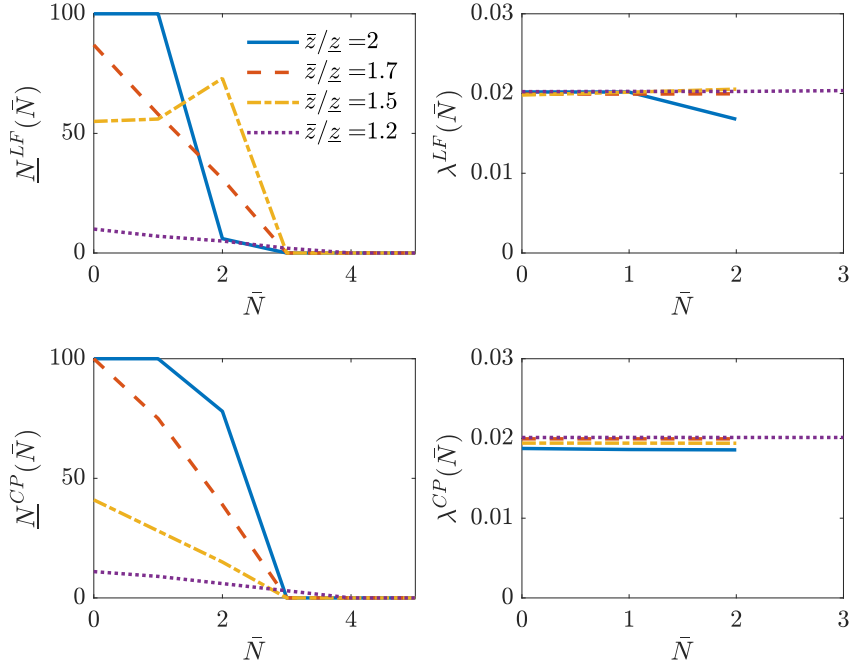 100
50
0
0 2 4
N̄
N̲^{LF}(N̄)
z̄/z̲ =2
z̄/z̲ =1.7
z̄/z̲ =1.5
z̄/z̲ =1.2
0.03
0.02
0.01
0
0 1 2 3
N̄
λ^{LF}(N̄)
100
50
0
0 2 4
N̄
N̲^{CP}(N̄)
0.03
0.02
0.01
0
0 1 2 3
N̄
λ^{CP}(N̄)